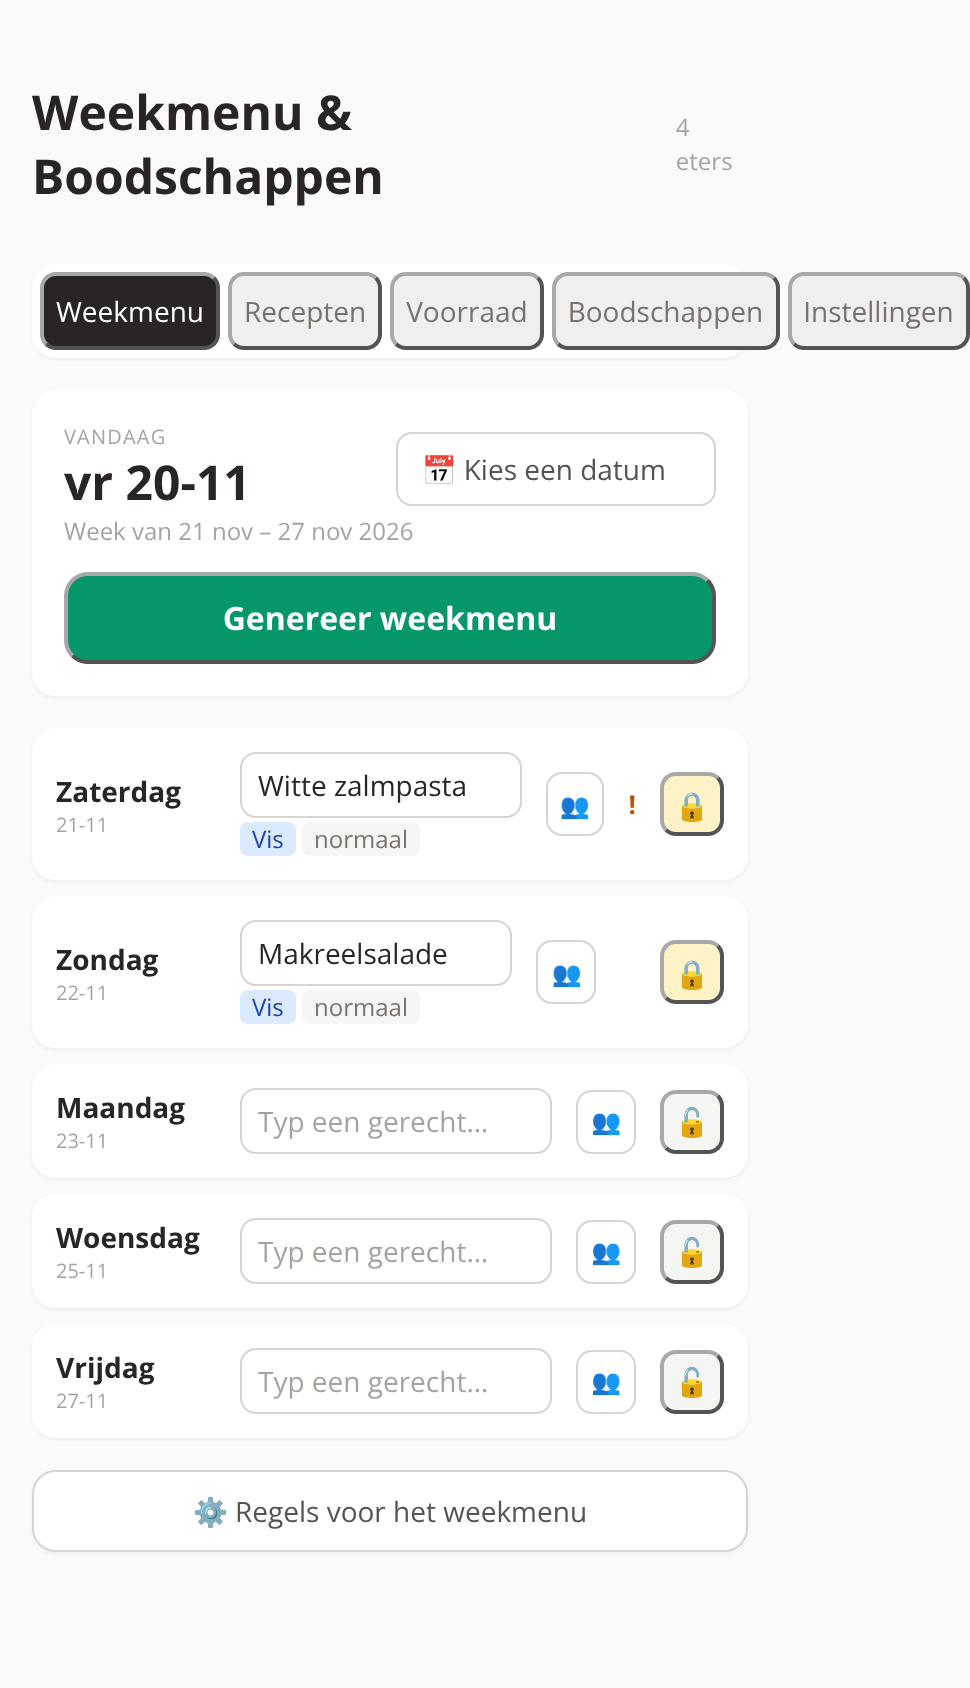 Weekmenu &
Boodschappen
4
eters
Weekmenu Recepten Voorraad Boodschappen Instellingen
VANDAAG
vr 20-11
📅 Kies een datum
Week van 21 nov – 27 nov 2026
Genereer weekmenu
Zaterdag
21-11
Witte zalmpasta
Vis normaal
!
Zondag
22-11
Makreelsalade
Vis normaal
Maandag
23-11
Typ een gerecht...
Woensdag
25-11
Typ een gerecht...
Vrijdag
27-11
Typ een gerecht...
⚙️ Regels voor het weekmenu